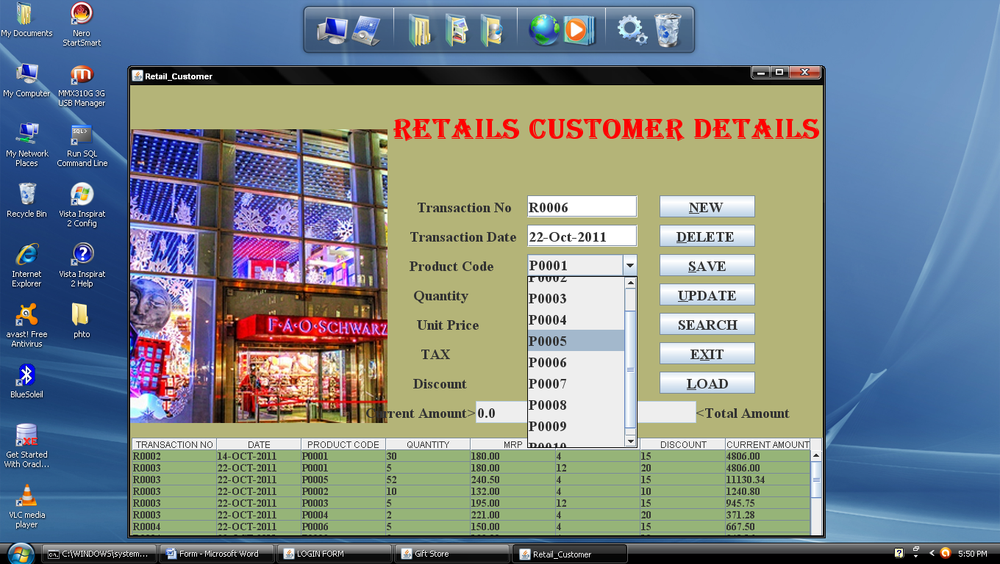 My Documents
Nero
StartSmart
My Computer
MMX310G 3G
USB Manager
My Network
Places
SQL>
Run SQL
Command Line
Recycle Bin
Vista Inspirat
2 Config
Internet
Explorer
Vista Inspirat
2 Help
avast! Free
Antivirus
phto
BlueSoleil
XE
Get Started
With Oracl...
VLC media
player
Retail_Customer
RETAILS CUSTOMER DETAILS
F·A·O·SCHWARZ
Transaction No R0006 NEW
Transaction Date 22-Oct-2011 DELETE
Product Code P0001 SAVE
P0002
P0003
Quantity UPDATE
P0004
Unit Price SEARCH
P0005
TAX EXIT
P0006
Discount P0007 LOAD
P0008
Current Amount> 0.0 <Total Amount
P0009
P0010
TRANSACTION NO DATE PRODUCT CODE QUANTITY MRP DISCOUNT CURRENT AMOUNT
R0002 14-OCT-2011 P0001 30 180.00 4 15 4806.00
R0003 22-OCT-2011 P0001 5 180.00 12 20 4806.00
R0003 22-OCT-2011 P0005 52 240.50 4 15 11130.34
R0003 22-OCT-2011 P0002 10 132.00 4 10 1240.80
R0003 22-OCT-2011 P0003 5 195.00 12 15 945.75
R0003 22-OCT-2011 P0004 2 221.00 4 20 371.28
R0004 22-OCT-2011 P0006 5 150.00 4 15 667.50
C:\WINDOWS\system... Form - Microsoft Word LOGIN FORM Gift Store Retail_Customer 5:50 PM